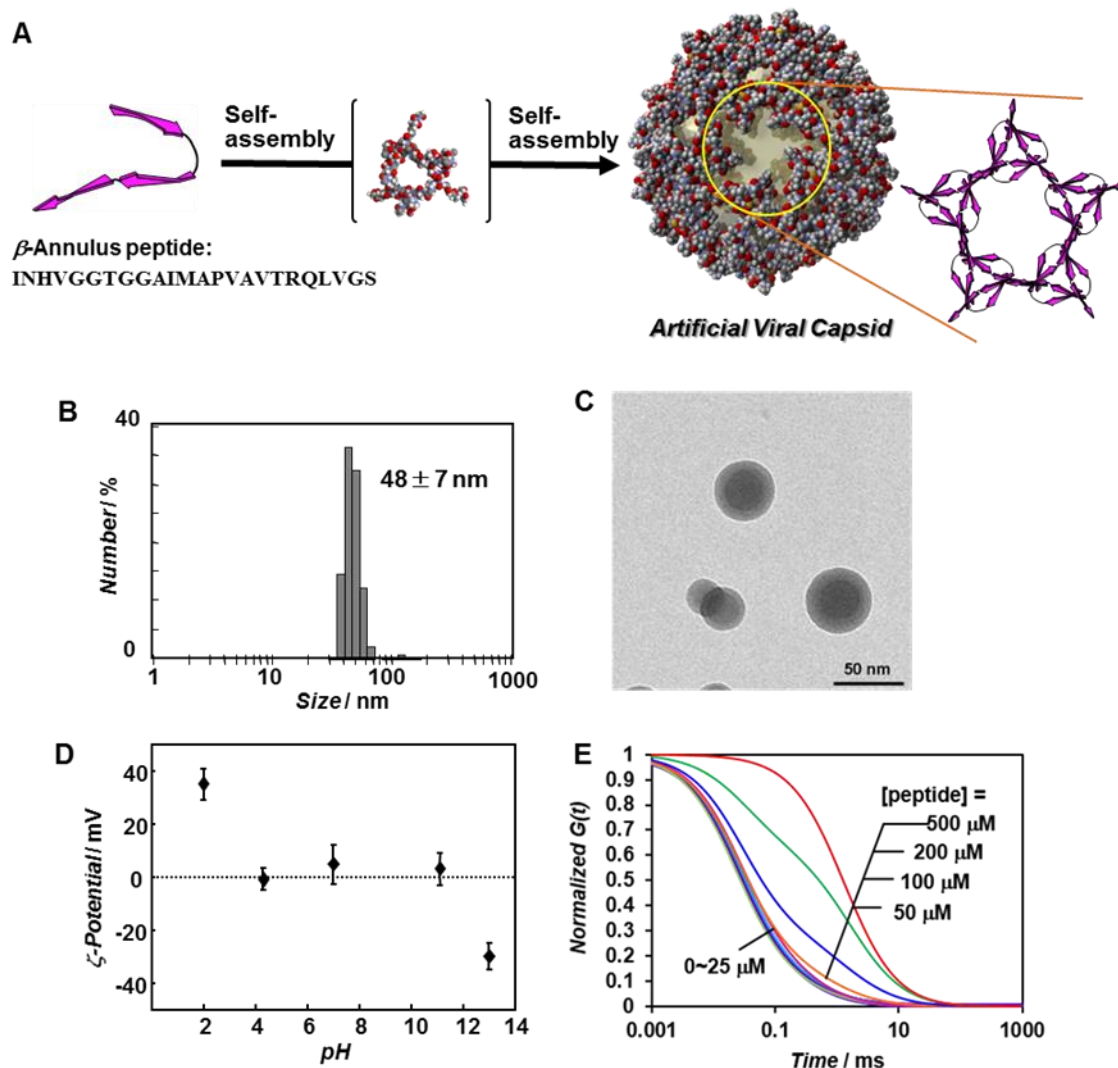 A
Self-
assembly
Self-
assembly
β-Annulus peptide:
INHVGGTGGAIMAPVAVTRQLVGS
Artificial Viral Capsid
B
40
48 ± 7 nm
Number / %
0
1
10
100
1000
Size / nm
C
50 nm
D
40
20
0
-20
-40
ζ-Potential / mV
2
4
6
8
10
12
14
pH
E
1
0.9
0.8
0.7
0.6
0.5
0.4
0.3
0.2
0.1
0
Normalized G(t)
[peptide] =
500 μM
200 μM
100 μM
50 μM
0~25 μM
0.001
0.1
10
1000
Time / ms